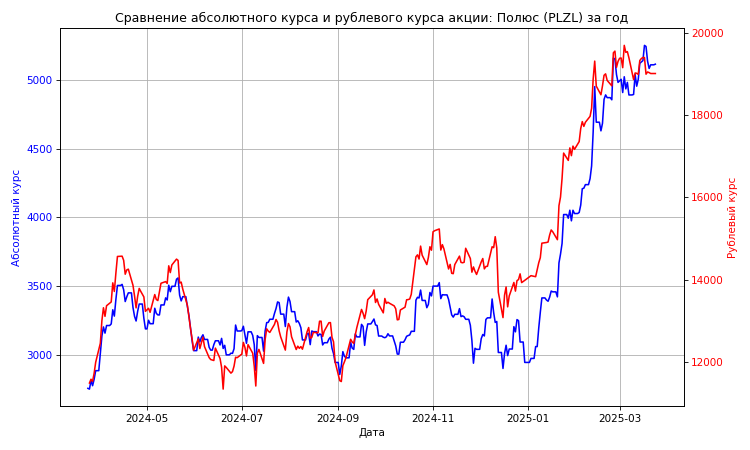 Сравнение абсолютного курса и рублевого курса акции: Полюс (PLZL) за год
Абсолютный курс
5000
4500
4000
3500
3000
20000
18000
16000
14000
12000
Рублевый курс
2024-05 2024-07 2024-09 2024-11 2025-01 2025-03
Дата